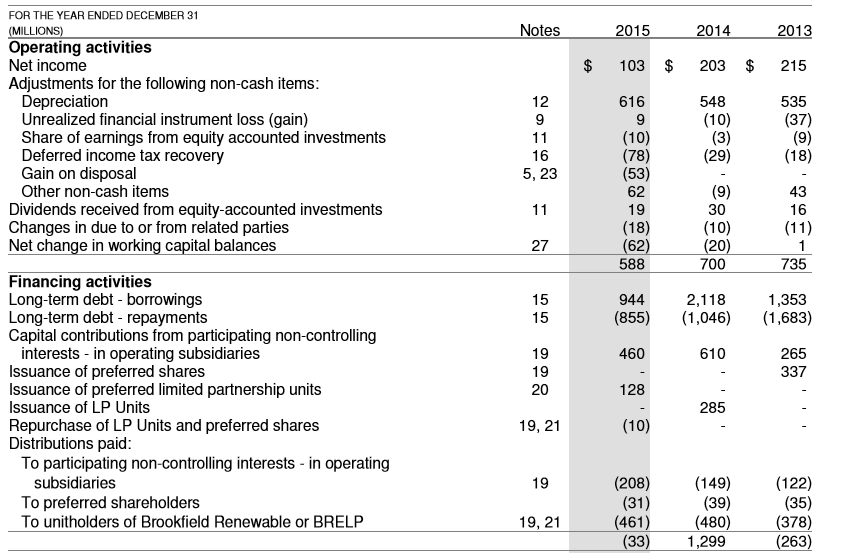 FOR THE YEAR ENDED DECEMBER 31
(MILLIONS) Notes 2015 2014 2013
Operating activities
Net income $ 103 $ 203 $ 215
Adjustments for the following non-cash items:
Depreciation 12 616 548 535
Unrealized financial instrument loss (gain) 9 9 (10) (37)
Share of earnings from equity accounted investments 11 (10) (3) (9)
Deferred income tax recovery 16 (78) (29) (18)
Gain on disposal 5, 23 (53) - -
Other non-cash items 62 (9) 43
Dividends received from equity-accounted investments 11 19 30 16
Changes in due to or from related parties (18) (10) (11)
Net change in working capital balances 27 (62) (20) 1
588 700 735
Financing activities
Long-term debt - borrowings 15 944 2,118 1,353
Long-term debt - repayments 15 (855) (1,046) (1,683)
Capital contributions from participating non-controlling
interests - in operating subsidiaries 19 460 610 265
Issuance of preferred shares 19 - - 337
Issuance of preferred limited partnership units 20 128 - -
Issuance of LP Units - 285 -
Repurchase of LP Units and preferred shares 19, 21 (10) - -
Distributions paid:
To participating non-controlling interests - in operating
subsidiaries 19 (208) (149) (122)
To preferred shareholders (31) (39) (35)
To unitholders of Brookfield Renewable or BRELP 19, 21 (461) (480) (378)
(33) 1,299 (263)